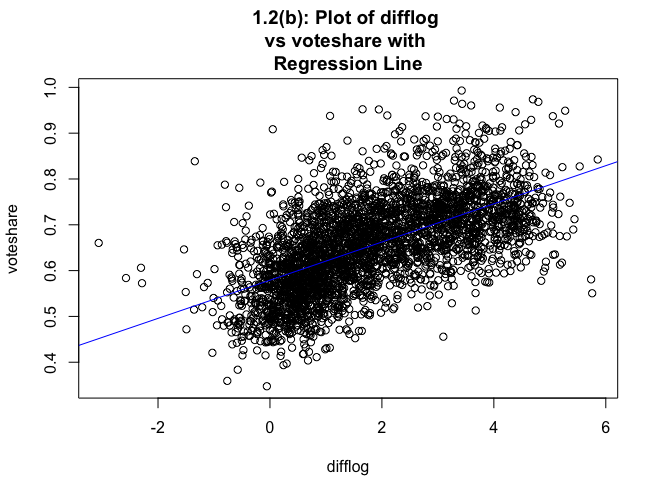 1.2(b): Plot of difflog
vs voteshare with
Regression Line
voteshare
1.0
0.9
0.8
0.7
0.6
0.5
0.4
-2
0
2
4
6
difflog